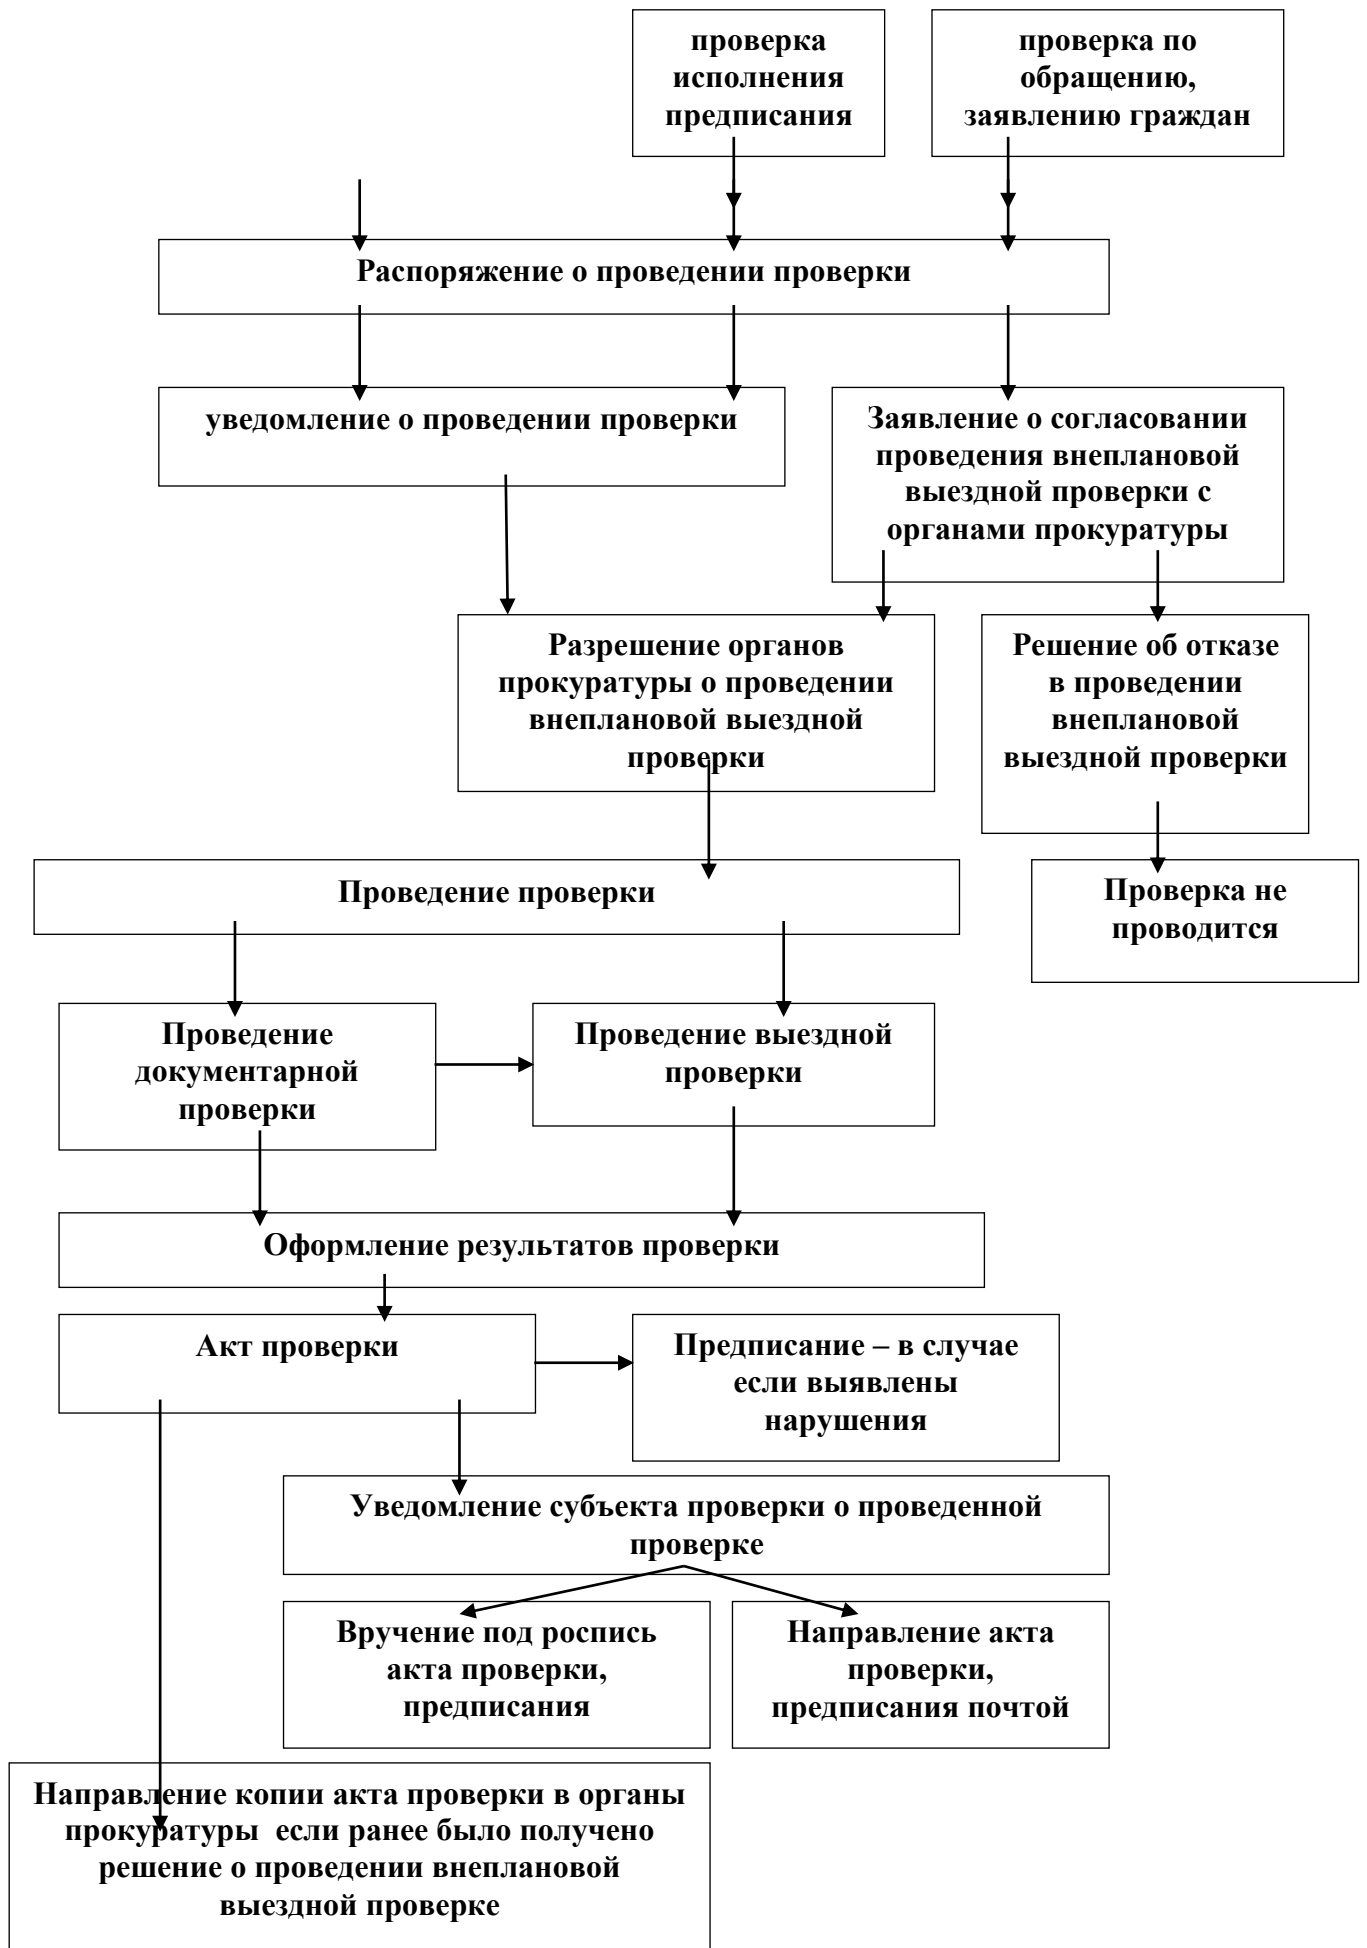 проверка
исполнения
предписания
проверка по
обращению,
заявлению граждан
Распоряжение о проведении проверки
уведомление о проведении проверки
Заявление о согласовании
проведения внеплановой
выездной проверки с
органами прокуратуры
Разрешение органов
прокуратуры о проведении
внеплановой выездной
проверки
Решение об отказе
в проведении
внеплановой
выездной проверки
Проведение проверки
Проверка не
проводится
Проведение
документарной
проверки
Проведение выездной
проверки
Оформление результатов проверки
Акт проверки
Предписание – в случае
если выявлены
нарушения
Уведомление субъекта проверки о проведенной
проверке
Вручение под роспись
акта проверки,
предписания
Направление акта
проверки,
предписания почтой
Направление копии акта проверки в органы
прокуратуры  если ранее было получено
решение о проведении внеплановой
выездной проверке